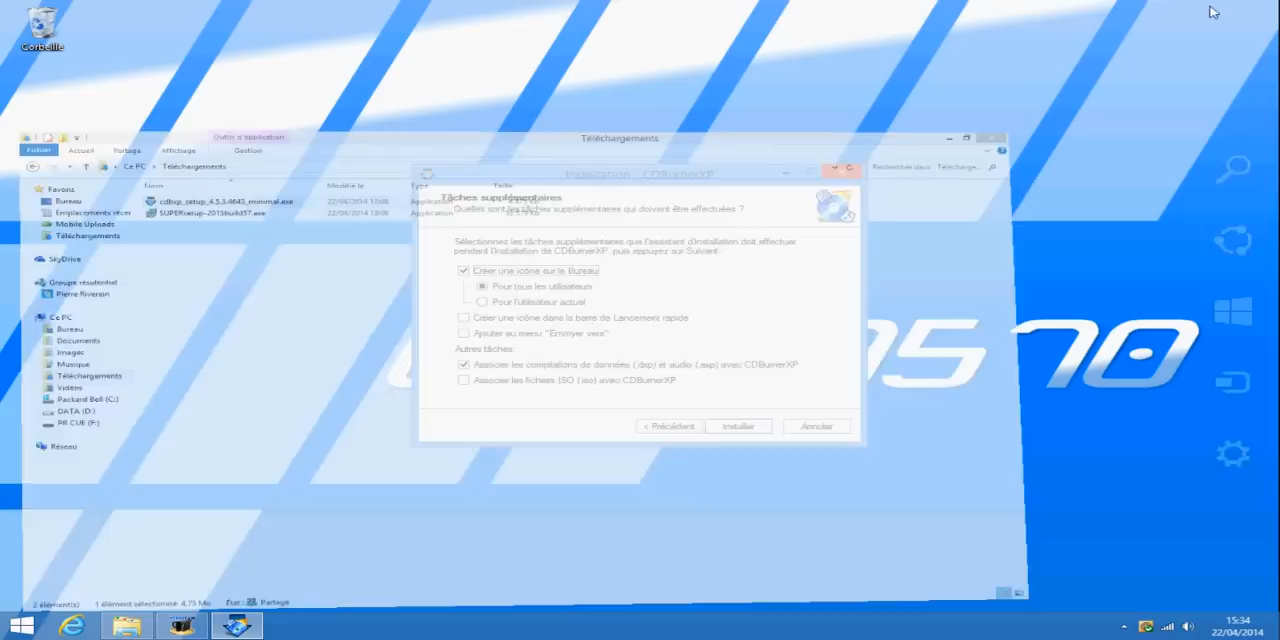 Corbeille
Outils d'application
Téléchargements
Fichier
Accueil
Partage
Affichage
Gestion
Ce PC
Téléchargements
Nom
Modifié le
Type
Taille
cdbxp_setup_4.5.3.4643_minimal.exe
22/04/2014
Application
SUPERsetup-2015build57.exe
22/04/2014
Application
Favoris
Bureau
Emplacements récer
Mobile Uploads
Téléchargements
SkyDrive
Groupe résidentiel
Pierre Riverain
Ce PC
Bureau
Documents
Images
Musique
Téléchargements
Vidéos
Packard Bell (C:)
DATA (D:)
PR CUE (F:)
Réseau
Installation - CDBurnerXP
Tâches supplémentaires
Quelles sont les tâches supplémentaires qui doivent être effectuées ?
Sélectionnez les tâches supplémentaires que l'assistant d'installation doit effectuer
pendant l'installation de CDBurnerXP, puis appuyez sur Suivant.
Créer une icône sur le Bureau
Pour tous les utilisateurs
Pour l'utilisateur actuel
Créer une icône dans la barre de Lancement rapide
Ajouter au menu "Envoyer vers"
Autres tâches:
Associer les compilations de données (.dxp) et audio (.axp) avec CDBurnerXP
Associer les fichiers ISO (.iso) avec CDBurnerXP
< Précédent
Installer
Annuler
2 élément(s)
1 élément sélectionné: 4,75 Mo
État:
Partagé
15:34
22/04/2014